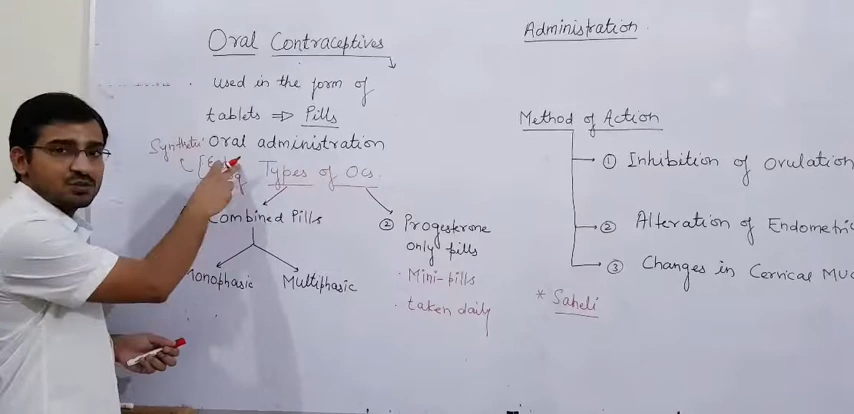 Oral Contraceptives
used in the form of
tablets ⇒ Pills
Synthetic Oral administration
Types of OCs.
Combined Pills
Monophasic
Multiphasic
② Progesterone
only pills
· Mini-pills
· taken daily
Administration
Method of Action
① Inhibition of Ovulation
② Alteration of Endometri
③ Changes in Cervical Muc
* Saheli